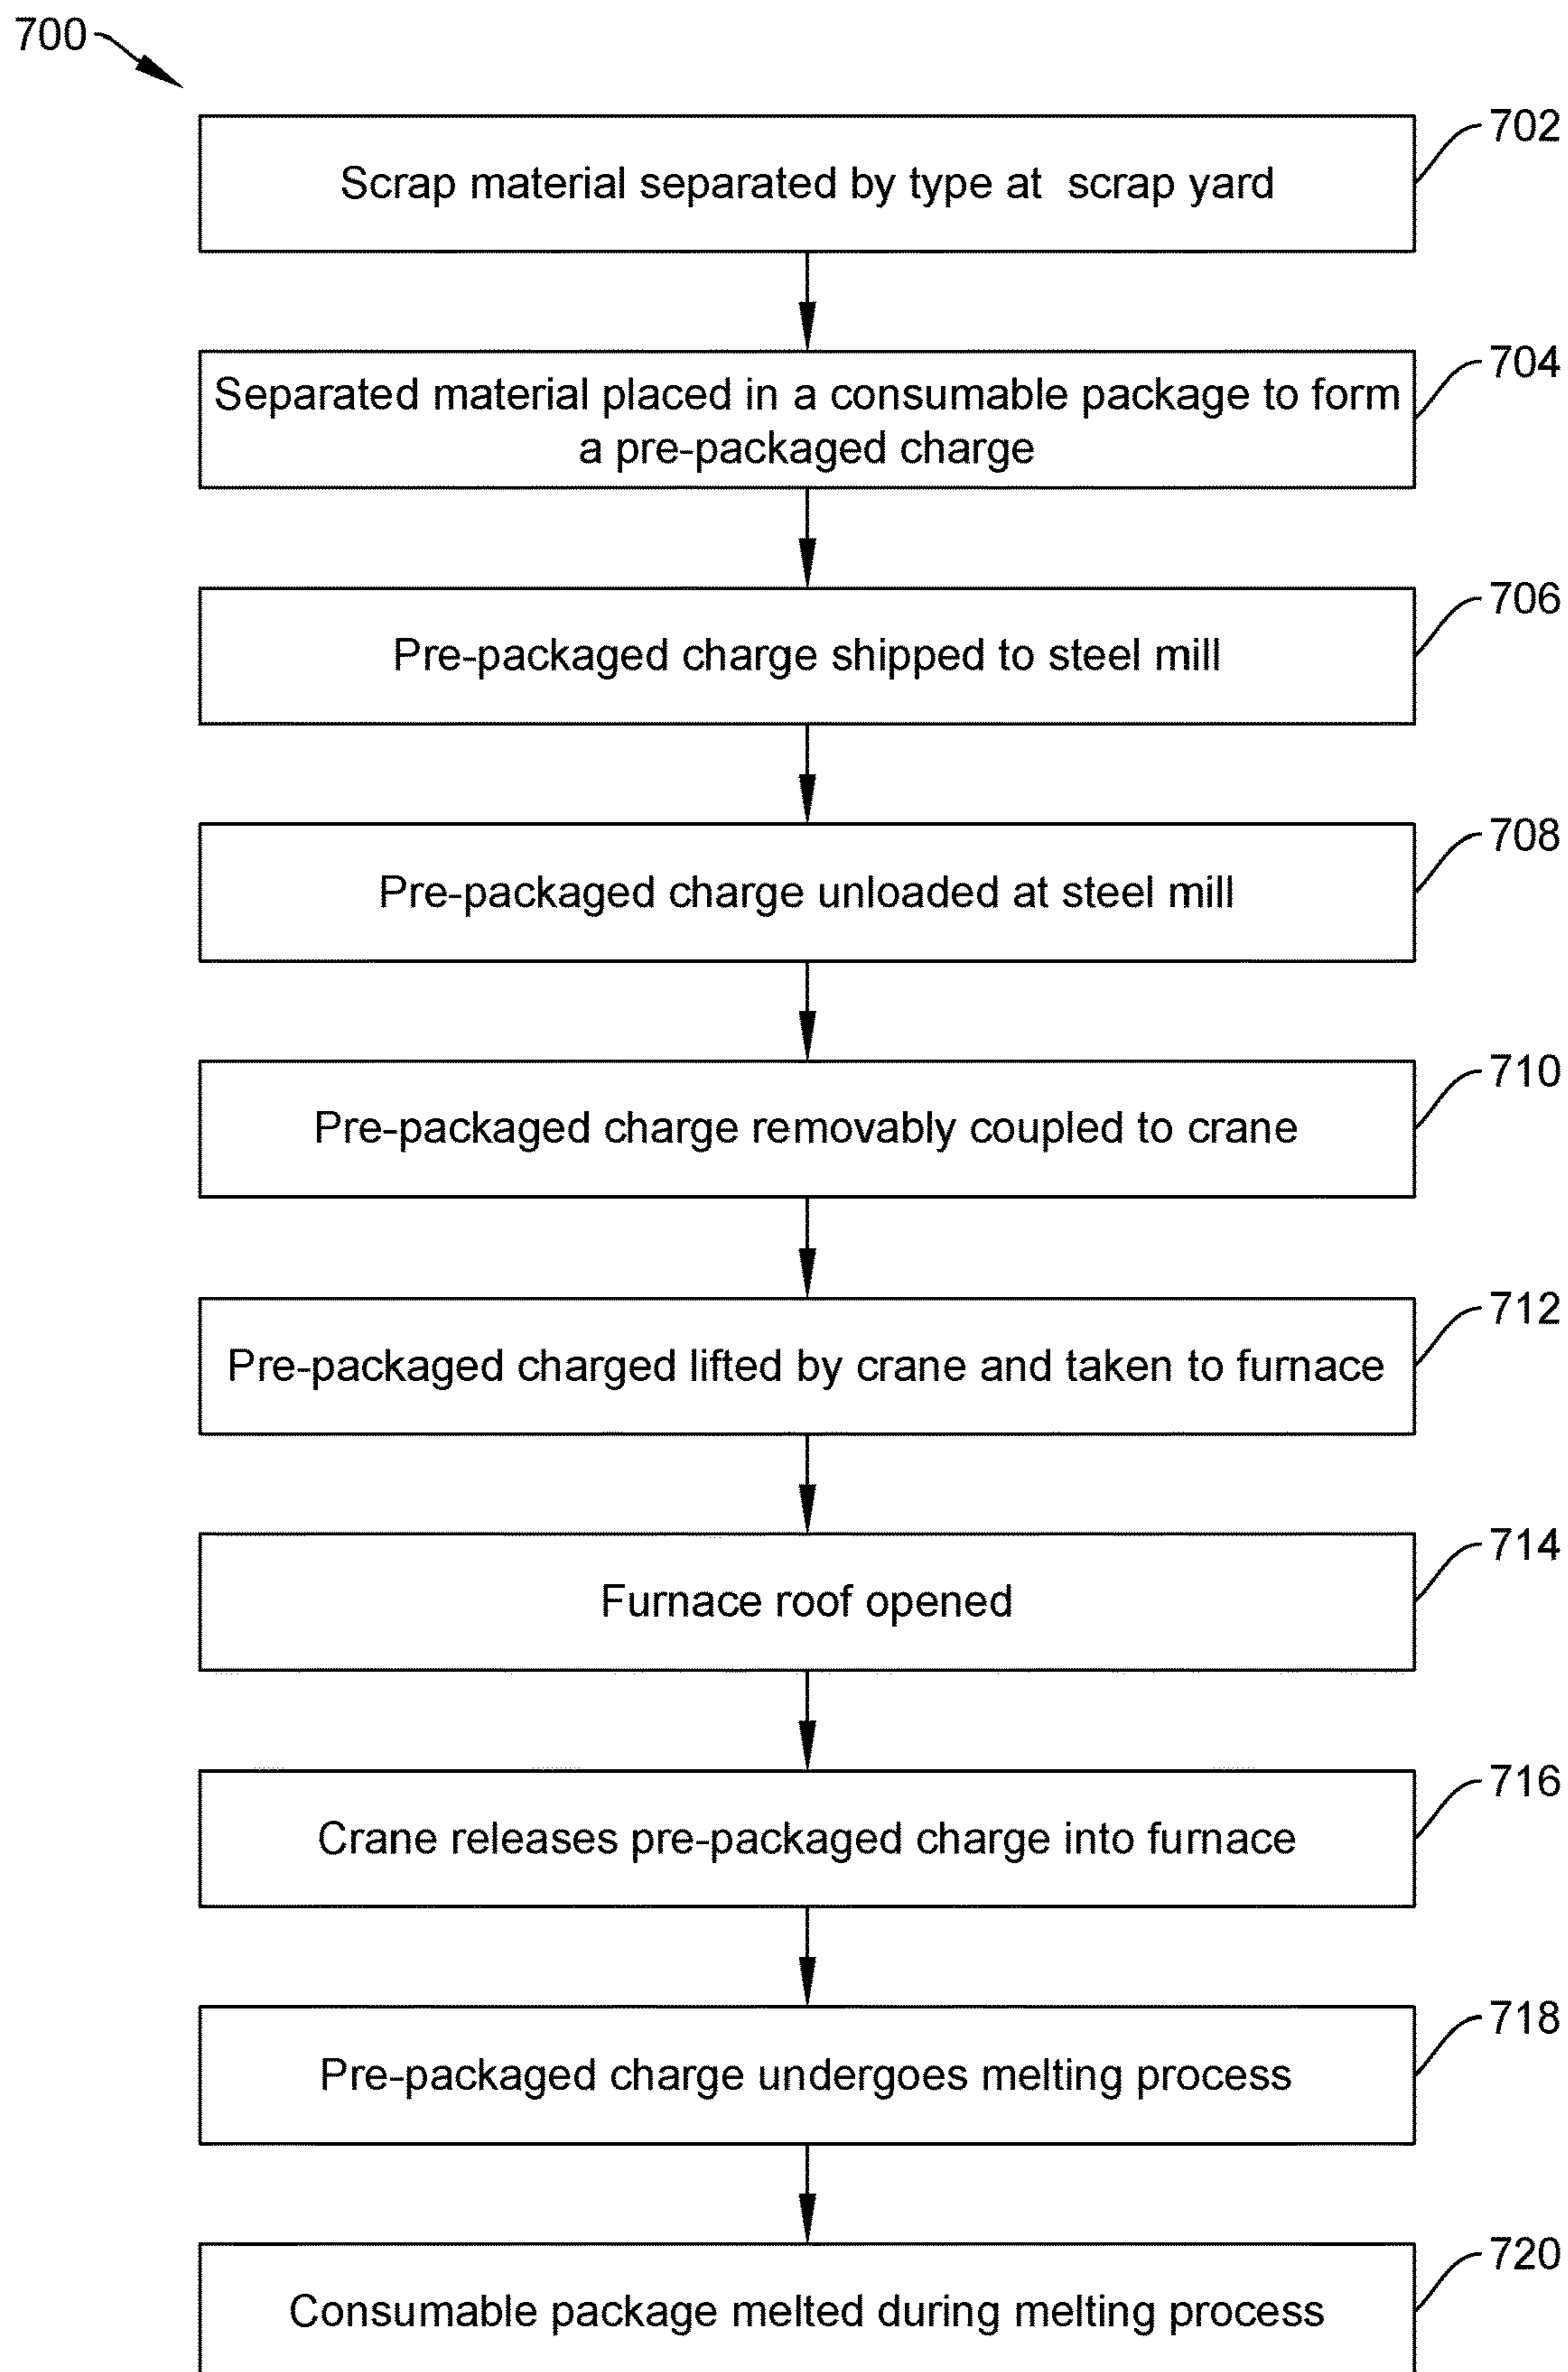 700
702
Scrap material separated by type at scrap yard
704
Separated material placed in a consumable package to form
a pre-packaged charge
706
Pre-packaged charge shipped to steel mill
708
Pre-packaged charge unloaded at steel mill
710
Pre-packaged charge removably coupled to crane
712
Pre-packaged charged lifted by crane and taken to furnace
714
Furnace roof opened
716
Crane releases pre-packaged charge into furnace
718
Pre-packaged charge undergoes melting process
720
Consumable package melted during melting process